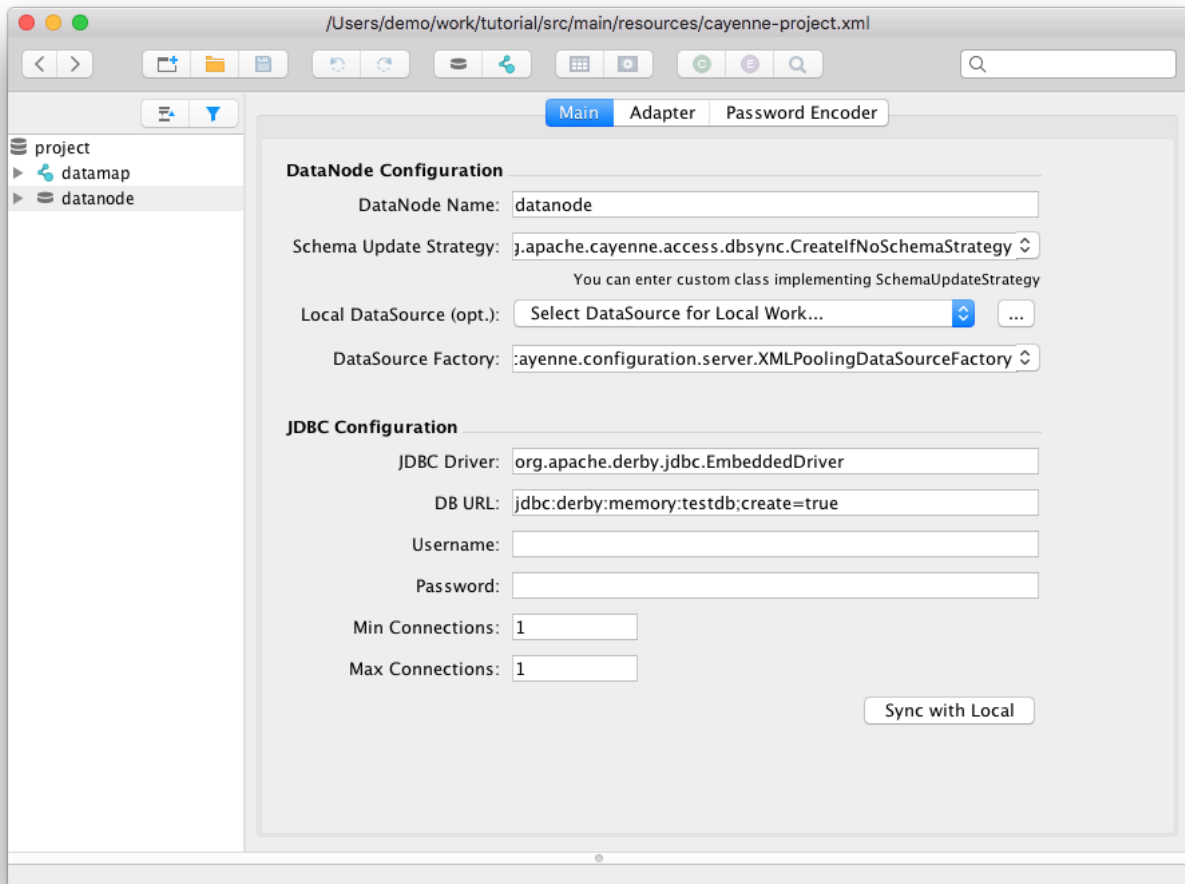 /Users/demo/work/tutorial/src/main/resources/cayenne-project.xml
C E
Main Adapter Password Encoder
project
datamap
datanode
DataNode Configuration
DataNode Name: datanode
Schema Update Strategy: g.apache.cayenne.access.dbsync.CreateIfNoSchemaStrategy
You can enter custom class implementing SchemaUpdateStrategy
Local DataSource (opt.): Select DataSource for Local Work... ...
DataSource Factory: cayenne.configuration.server.XMLPoolingDataSourceFactory
JDBC Configuration
JDBC Driver: org.apache.derby.jdbc.EmbeddedDriver
DB URL: jdbc:derby:memory:testdb;create=true
Username:
Password:
Min Connections: 1
Max Connections: 1
Sync with Local